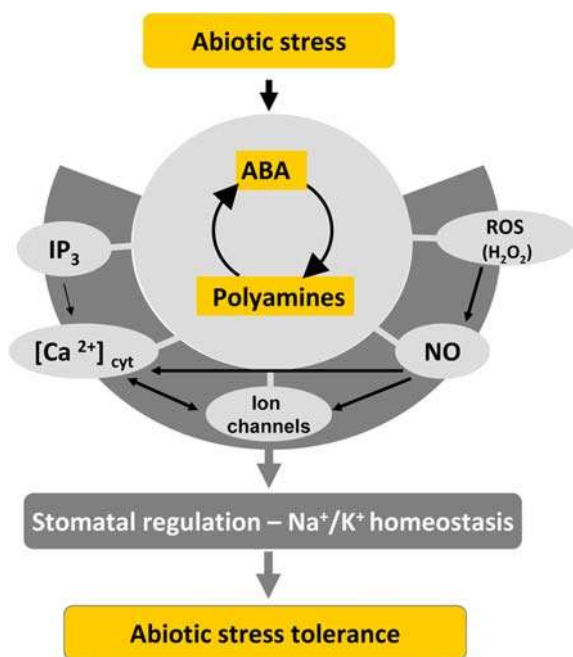 Abiotic stress
ABA
Polyamines
IP₃
ROS
(H₂O₂)
[Ca ²⁺] cyt
NO
Ion
channels
Stomatal regulation – Na⁺/K⁺ homeostasis
Abiotic stress tolerance